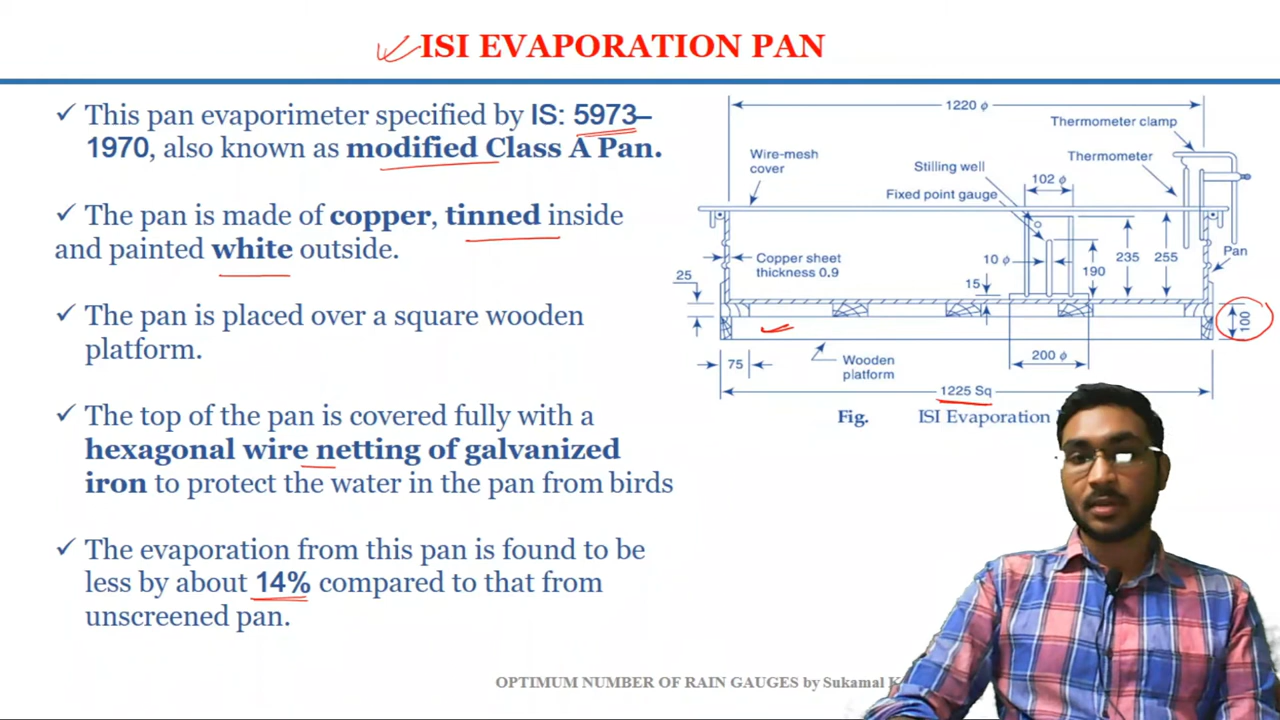 ISI EVAPORATION PAN
✓ This pan evaporimeter specified by IS: 5973–
1970, also known as modified Class A Pan.
✓ The pan is made of copper, tinned inside
and painted white outside.
✓ The pan is placed over a square wooden
platform.
✓ The top of the pan is covered fully with a
hexagonal wire netting of galvanized
iron to protect the water in the pan from birds
✓ The evaporation from this pan is found to be
less by about 14% compared to that from
unscreened pan.
1220 ϕ
Thermometer clamp
Wire-mesh
cover
Stilling well
Thermometer
102 ϕ
Fixed point gauge
Copper sheet
thickness 0.9
10 ϕ
190
235
255
Pan
25
15
100
75
Wooden
platform
200 ϕ
1225 Sq
Fig. ISI Evaporation
OPTIMUM NUMBER OF RAIN GAUGES by Sukamal K